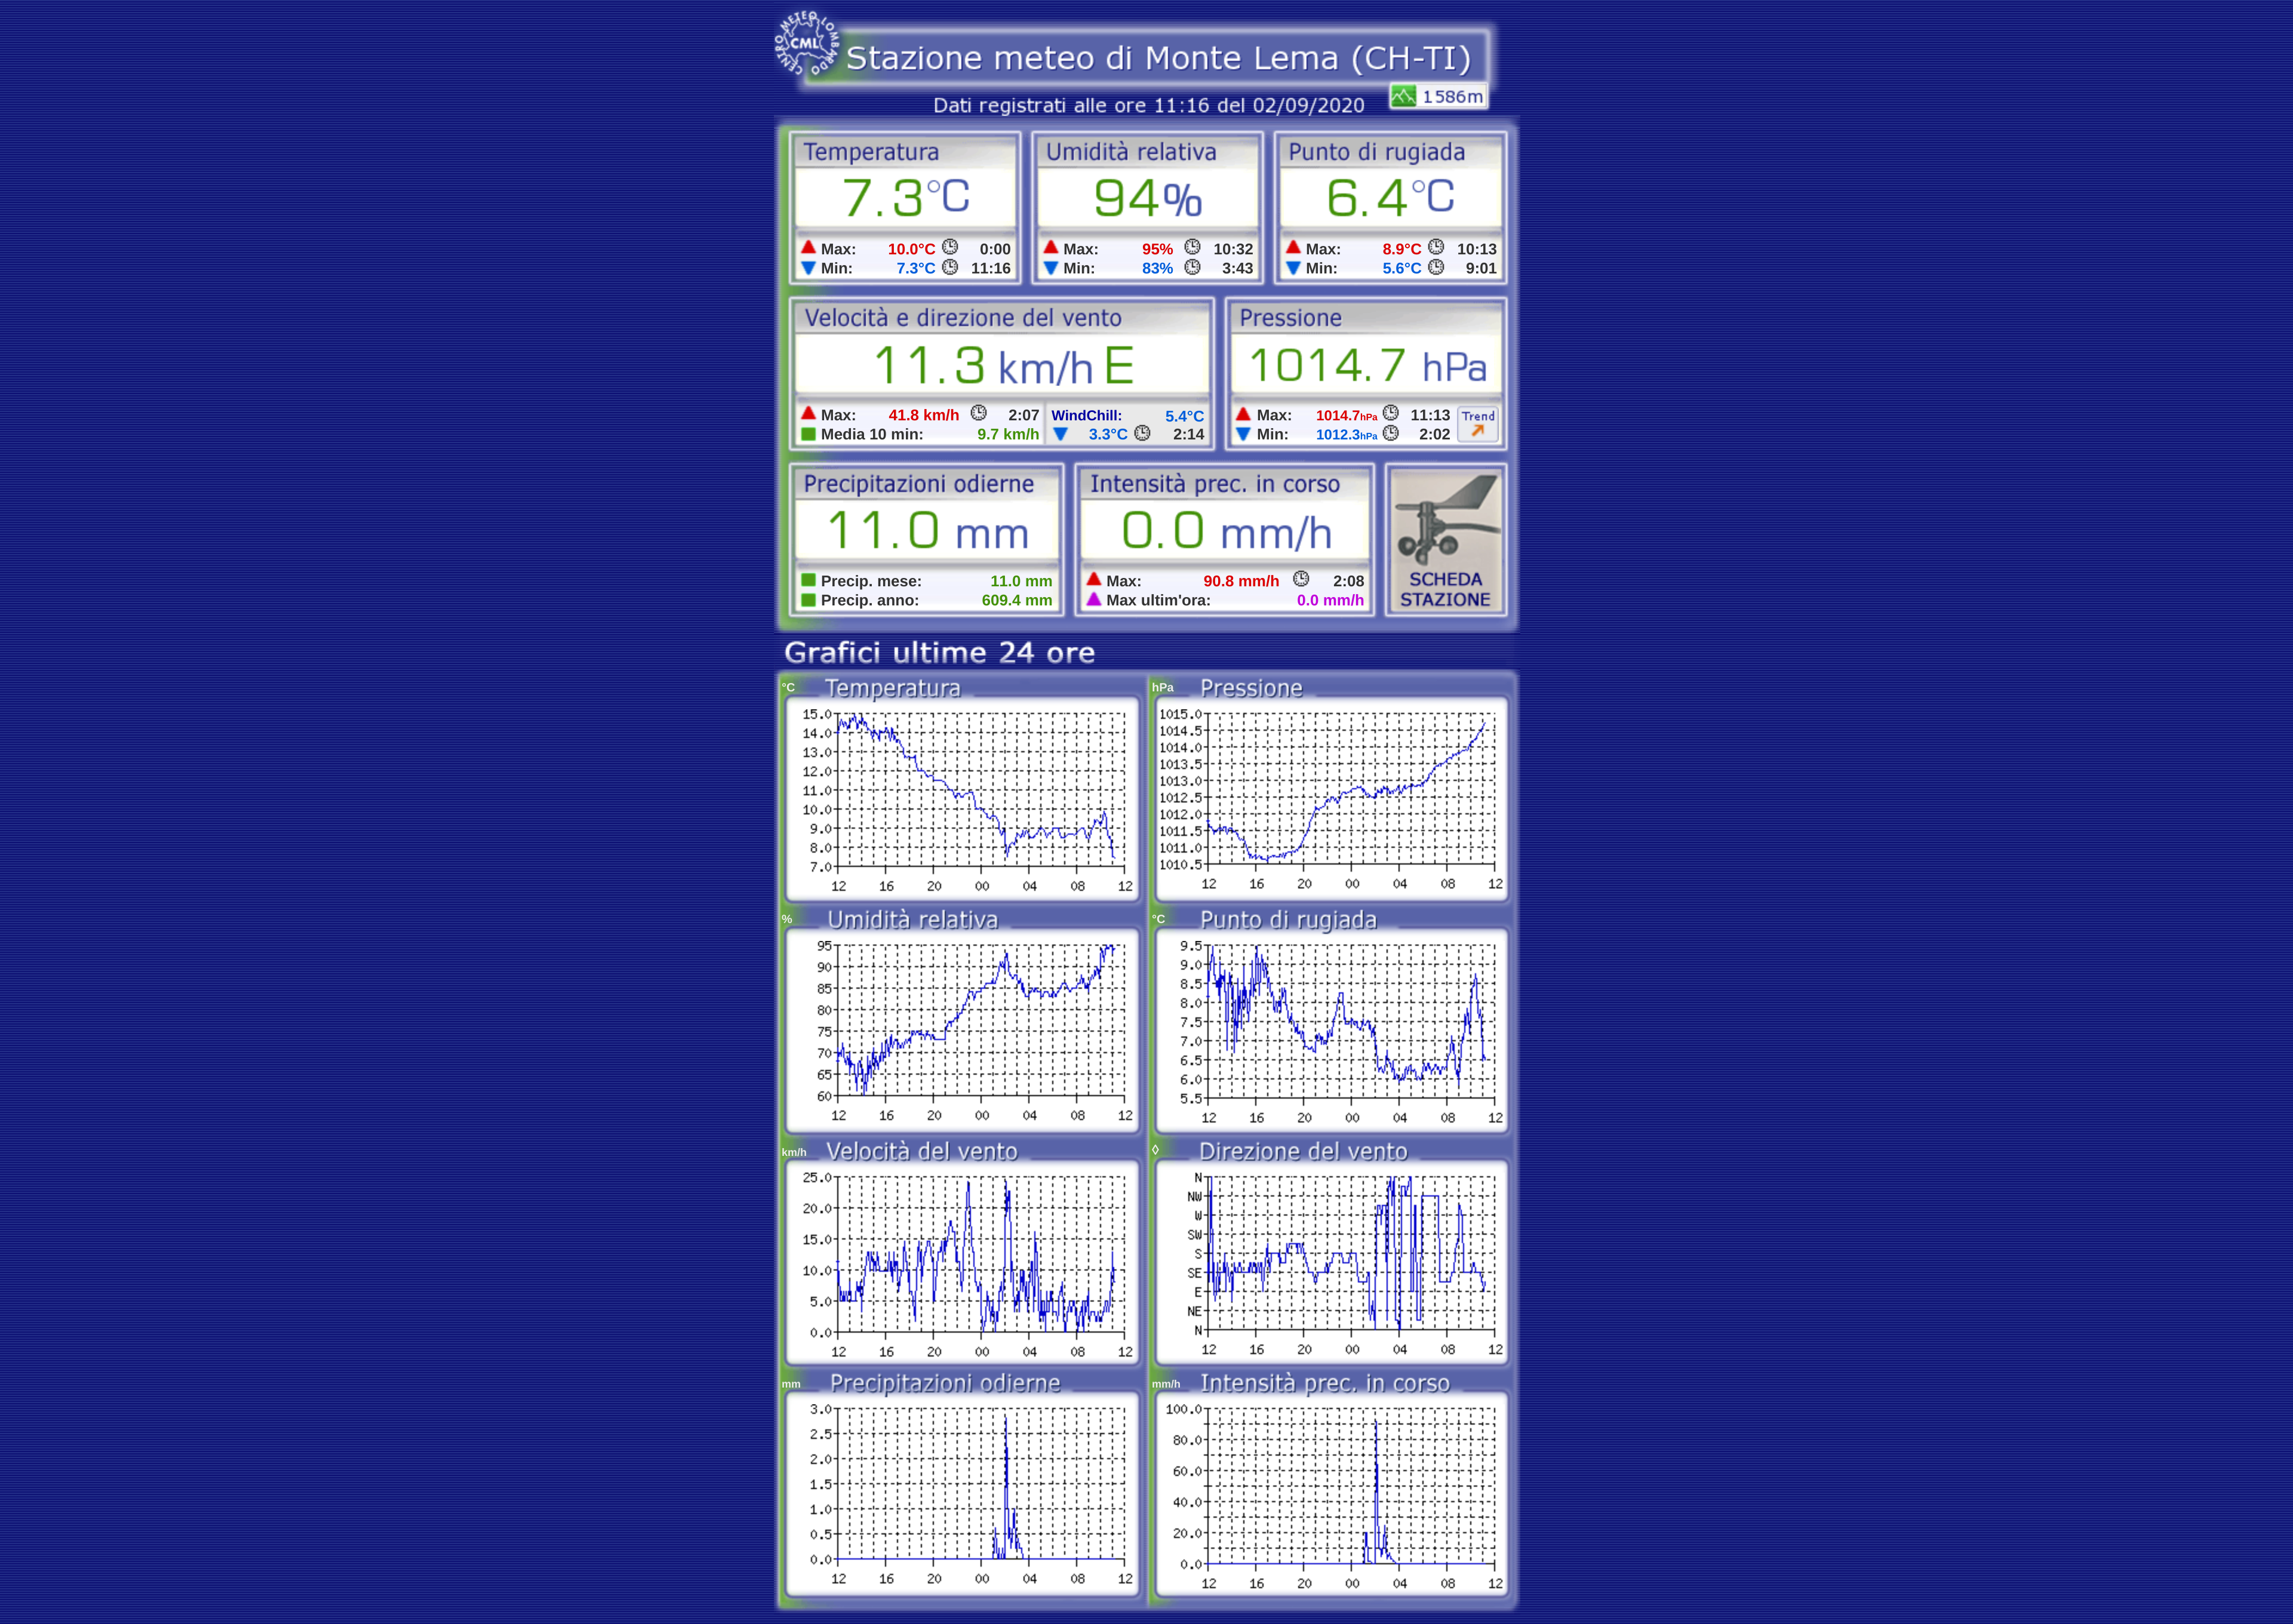 CENTRO METEO LOMBARDO
CML
Stazione meteo di Monte Lema (CH-TI)
Dati registrati alle ore 11:16 del 02/09/2020
1586m
Temperatura Umidità relativa Punto di rugiada
7.3°C 94% 6.4°C
Max: 10.0°C 0:00 Max: 95% 10:32 Max: 8.9°C 10:13
Min: 7.3°C 11:16 Min: 83% 3:43 Min: 5.6°C 9:01
Velocità e direzione del vento Pressione
11.3 km/h E 1014.7 hPa
Max: 41.8 km/h 2:07 WindChill: 5.4°C Max: 1014.7hPa 11:13 Trend
Media 10 min: 9.7 km/h 3.3°C 2:14 Min: 1012.3hPa 2:02
Precipitazioni odierne Intensità prec. in corso
11.0 mm 0.0 mm/h
Precip. mese: 11.0 mm Max: 90.8 mm/h 2:08 SCHEDA
Precip. anno: 609.4 mm Max ultim'ora: 0.0 mm/h STAZIONE
Grafici ultime 24 ore
°C Temperatura
15.0
14.0
13.0
12.0
11.0
10.0
9.0
8.0
7.0
12 16 20 00 04 08 12
hPa Pressione
1015.0
1014.5
1014.0
1013.5
1013.0
1012.5
1012.0
1011.5
1011.0
1010.5
12 16 20 00 04 08 12
% Umidità relativa
95
90
85
80
75
70
65
60
12 16 20 00 04 08 12
°C Punto di rugiada
9.5
9.0
8.5
8.0
7.5
7.0
6.5
6.0
5.5
12 16 20 00 04 08 12
km/h Velocità del vento
25.0
20.0
15.0
10.0
5.0
0.0
12 16 20 00 04 08 12
◊ Direzione del vento
N
NW
W
SW
S
SE
E
NE
N
12 16 20 00 04 08 12
mm Precipitazioni odierne
3.0
2.5
2.0
1.5
1.0
0.5
0.0
12 16 20 00 04 08 12
mm/h Intensità prec. in corso
100.0
80.0
60.0
40.0
20.0
0.0
12 16 20 00 04 08 12